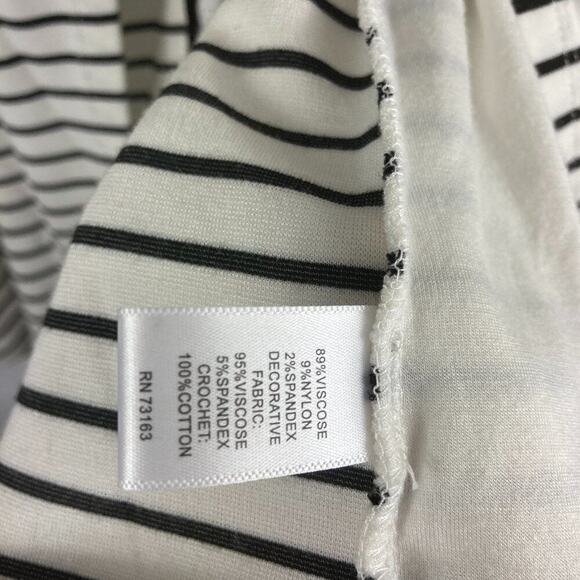 89%VISCOSE
9%NYLON
2%SPANDEX
DECORATIVE
FABRIC:
95%VISCOSE
5%SPANDEX
CROCHET:
100%COTTON
RN 73163